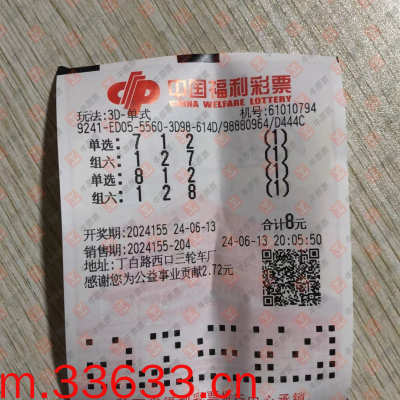 中国福利彩票
CHINA WELFARE LOTTERY
玩法:3D-单式 机号:61010794
9241-ED05-5560-3D98-614D/98880964/D444C
单选: 7 1 2 (1)
组六: 1 2 7 (1)
单选: 8 1 2 (1)
组六: 1 2 8 (1)
开奖期:2024155 24-06-13 合计8元
销售期:2024155-204 24-06-13 20:05:50
地址:丁白路西口三轮车厂
感谢您为公益事业贡献2.72元
m.33633.cn
中心承销